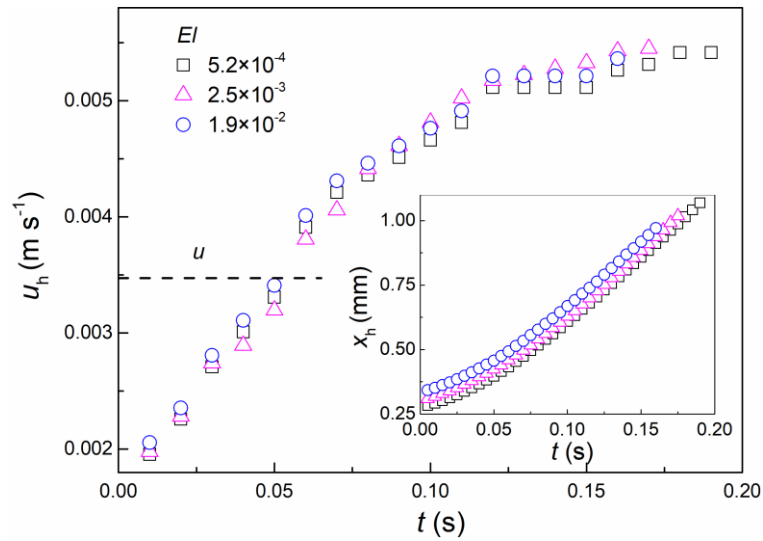 El
5.2×10⁻⁴
2.5×10⁻³
1.9×10⁻²
u
uₕ (m s⁻¹)
0.005
0.004
0.003
0.002
0.00 0.05 0.10 0.15 0.20
t (s)
xₕ (mm)
1.00
0.75
0.50
0.25
0.00 0.05 0.10 0.15 0.20
t (s)